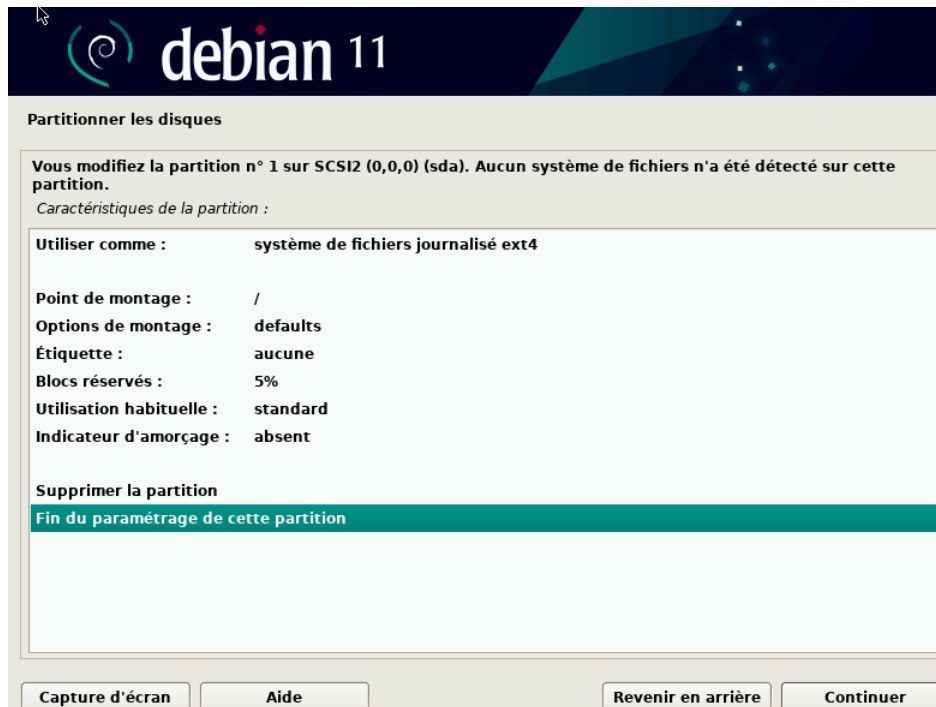 debian 11
Partitionner les disques
Vous modifiez la partition n° 1 sur SCSI2 (0,0,0) (sda). Aucun système de fichiers n'a été détecté sur cette
partition.
Caractéristiques de la partition :
Utiliser comme : système de fichiers journalisé ext4
Point de montage : /
Options de montage : defaults
Étiquette : aucune
Blocs réservés : 5%
Utilisation habituelle : standard
Indicateur d'amorçage : absent
Supprimer la partition
Fin du paramétrage de cette partition
Capture d'écran Aide Revenir en arrière Continuer